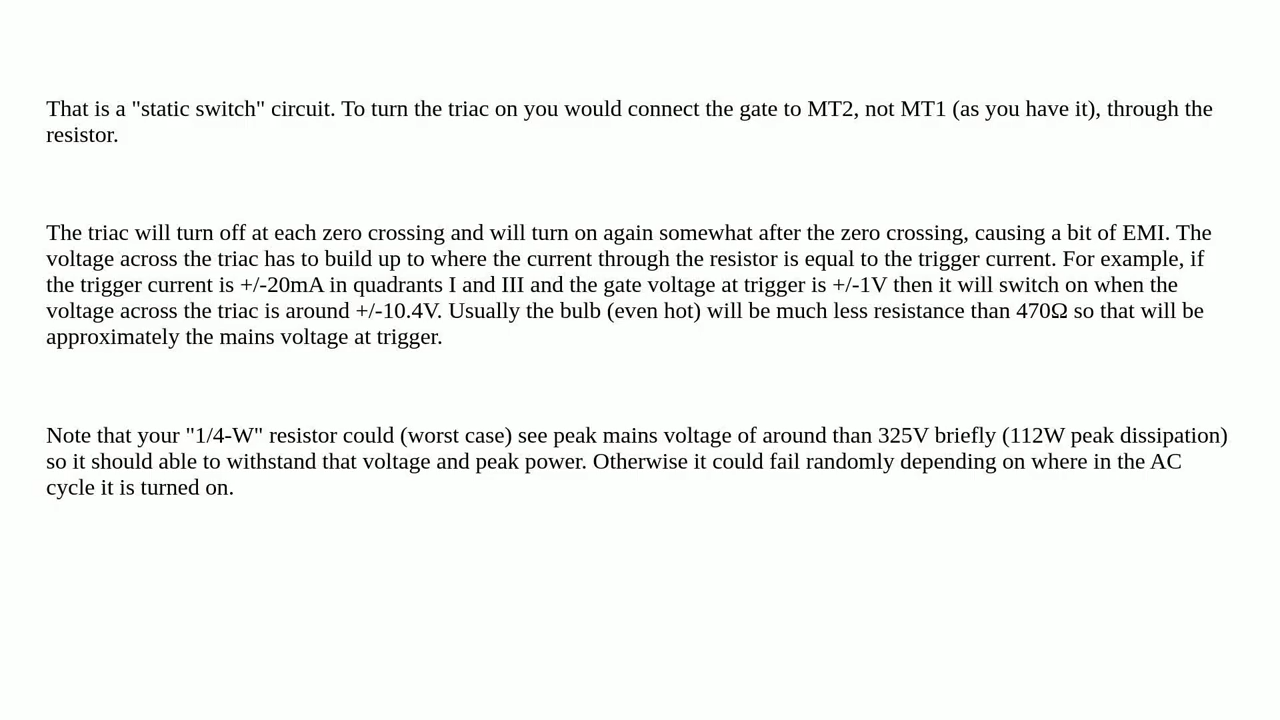 That is a "static switch" circuit. To turn the triac on you would connect the gate to MT2, not MT1 (as you have it), through the
resistor.
The triac will turn off at each zero crossing and will turn on again somewhat after the zero crossing, causing a bit of EMI. The
voltage across the triac has to build up to where the current through the resistor is equal to the trigger current. For example, if
the trigger current is +/-20mA in quadrants I and III and the gate voltage at trigger is +/-1V then it will switch on when the
voltage across the triac is around +/-10.4V. Usually the bulb (even hot) will be much less resistance than 470Ω so that will be
approximately the mains voltage at trigger.
Note that your "1/4-W" resistor could (worst case) see peak mains voltage of around than 325V briefly (112W peak dissipation)
so it should able to withstand that voltage and peak power. Otherwise it could fail randomly depending on where in the AC
cycle it is turned on.